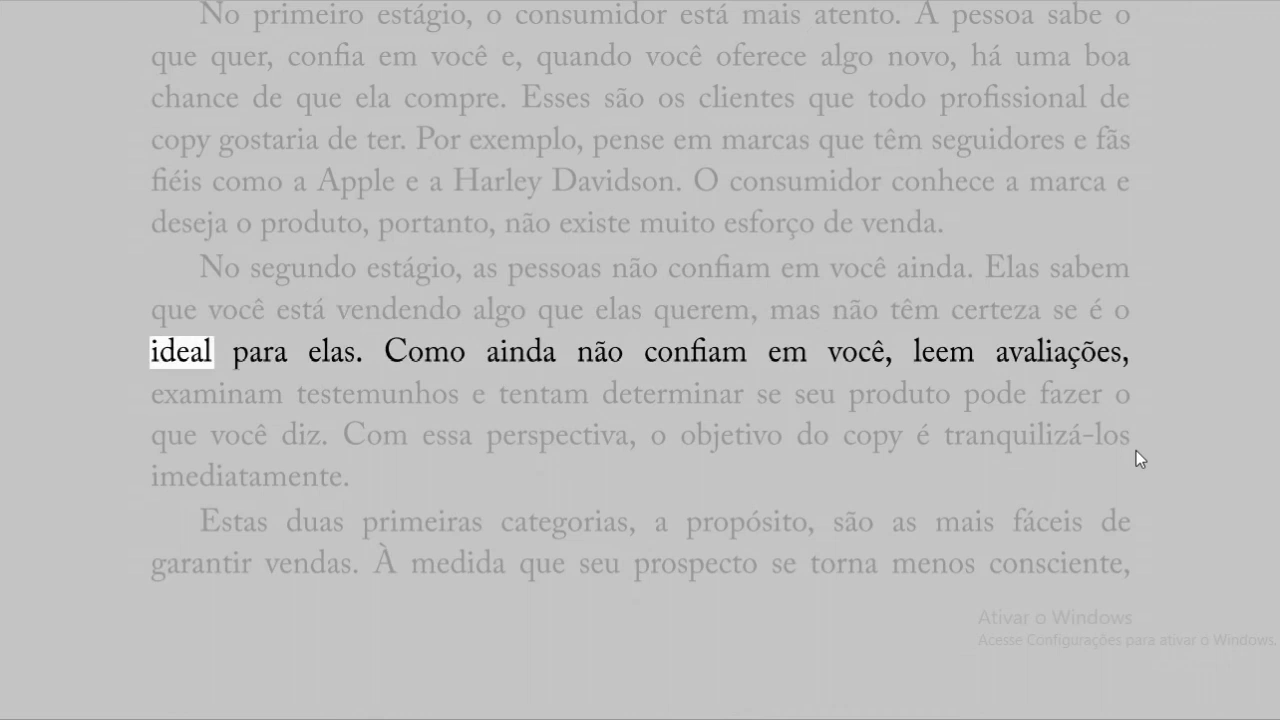 No primeiro estágio, o consumidor está mais atento. A pessoa sabe o
que quer, confia em você e, quando você oferece algo novo, há uma boa
chance de que ela compre. Esses são os clientes que todo profissional de
copy gostaria de ter. Por exemplo, pense em marcas que têm seguidores e fãs
fiéis como a Apple e a Harley Davidson. O consumidor conhece a marca e
deseja o produto, portanto, não existe muito esforço de venda.
No segundo estágio, as pessoas não confiam em você ainda. Elas sabem
que você está vendendo algo que elas querem, mas não têm certeza se é o
ideal para elas. Como ainda não confiam em você, leem avaliações,
examinam testemunhos e tentam determinar se seu produto pode fazer o
que você diz. Com essa perspectiva, o objetivo do copy é tranquilizá-los
imediatamente.
Estas duas primeiras categorias, a propósito, são as mais fáceis de
garantir vendas. À medida que seu prospecto se torna menos consciente,
Ativar o Windows
Acesse Configurações para ativar o Windows.